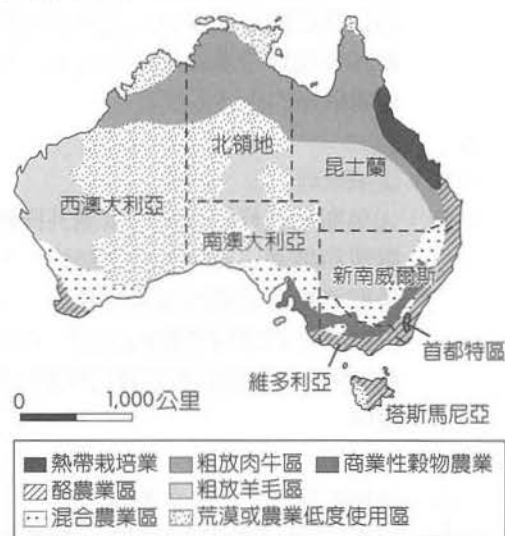 北領地
昆士蘭
西澳大利亞
南澳大利亞
新南威爾斯
首都特區
維多利亞
塔斯馬尼亞
0 1,000公里
熱帶栽培業 粗放肉牛區 商業性穀物農業
酪農業區 粗放羊毛區
混合農業區 荒漠或農業低度使用區